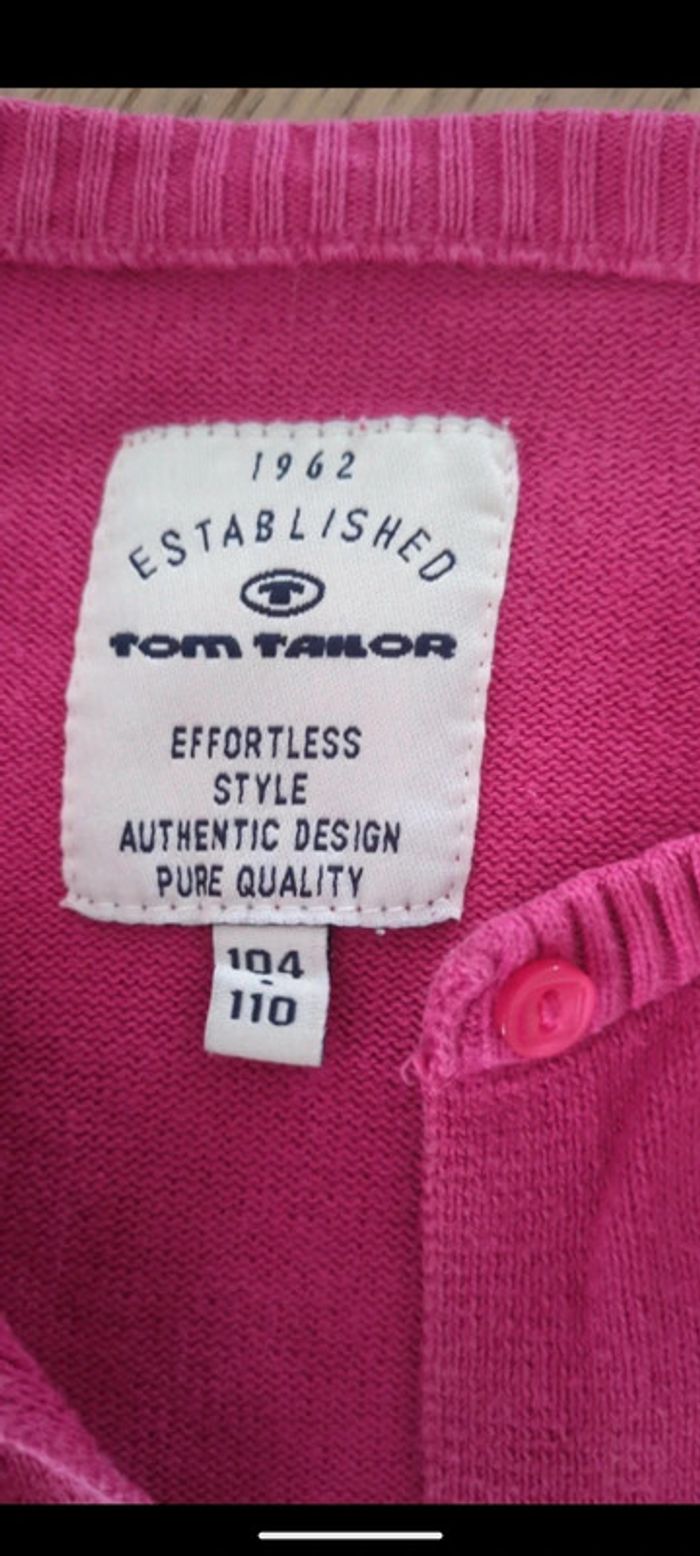 1962
ESTABLISHED
T
TOM TAILOR
EFFORTLESS
STYLE
AUTHENTIC DESIGN
PURE QUALITY
104
110